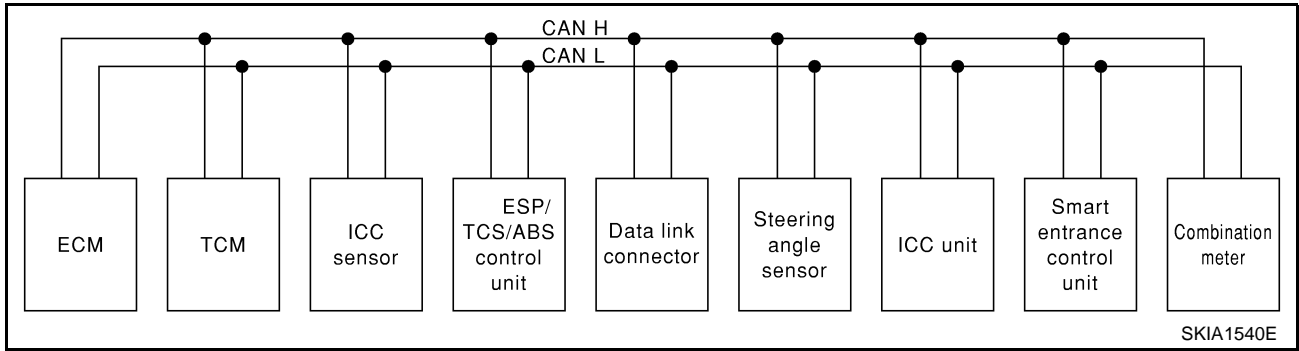 CAN H
CAN L
ECM
TCM
ICC
sensor
ESP/
TCS/ABS
control
unit
Data link
connector
Steering
angle
sensor
ICC unit
Smart
entrance
control
unit
Combination
meter
SKIA1540E